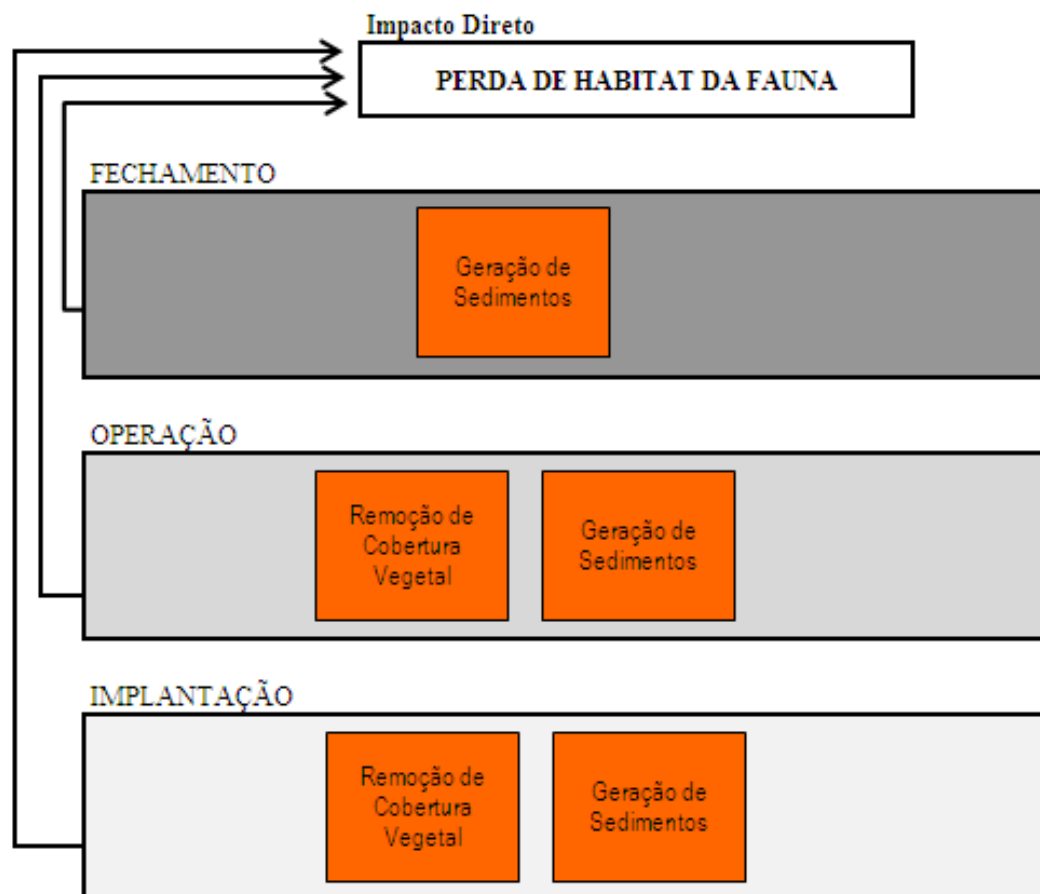 Impacto Direto
PERDA DE HABITAT DA FAUNA
FECHAMENTO
Geração de
Sedimentos
OPERAÇÃO
Remoção de
Cobertura
Vegetal
Geração de
Sedimentos
IMPLANTAÇÃO
Remoção de
Cobertura
Vegetal
Geração de
Sedimentos